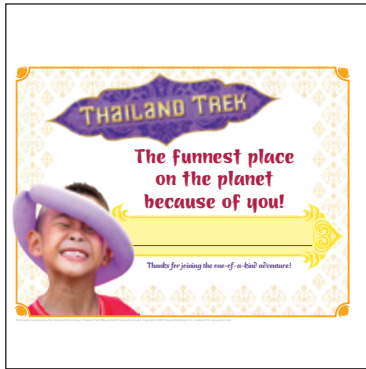 THAILAND TREK
The funnest place
on the planet
because of you!
Thanks for joining the one-of-a-kind adventure!